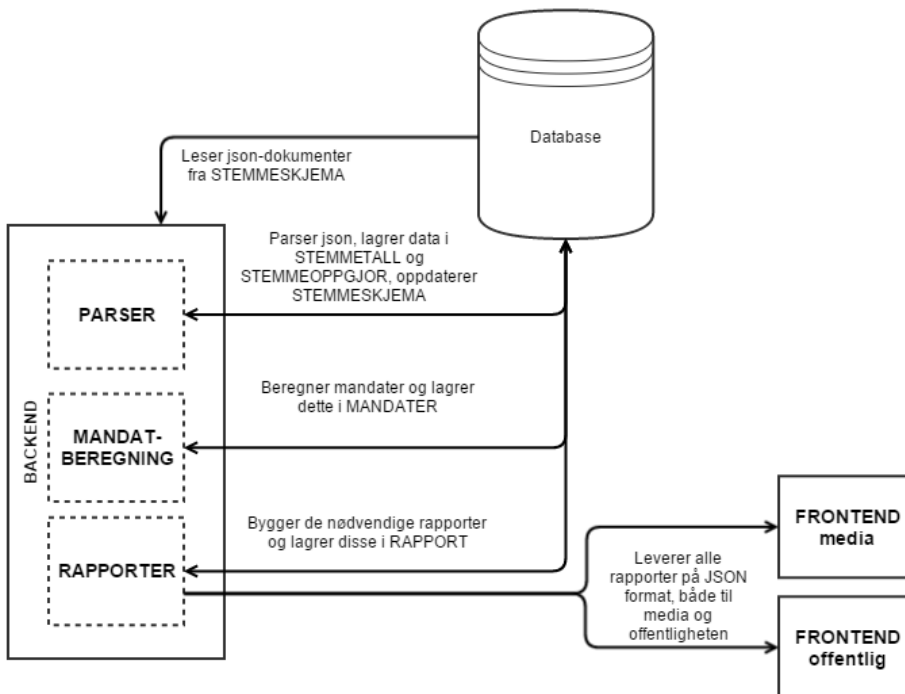 Database
Leser json-dokumenter
fra STEMMESKJEMA
BACKEND
PARSER
Parser json, lagrer data i
STEMMETALL og
STEMMEOPPGJOR, oppdaterer
STEMMESKJEMA
MANDAT-
BEREGNING
Beregner mandater og lagrer
dette i MANDATER
RAPPORTER
Bygger de nødvendige rapporter
og lagrer disse i RAPPORT
Leverer alle
rapporter på JSON
format, både til
media og
offentligheten
FRONTEND
media
FRONTEND
offentlig